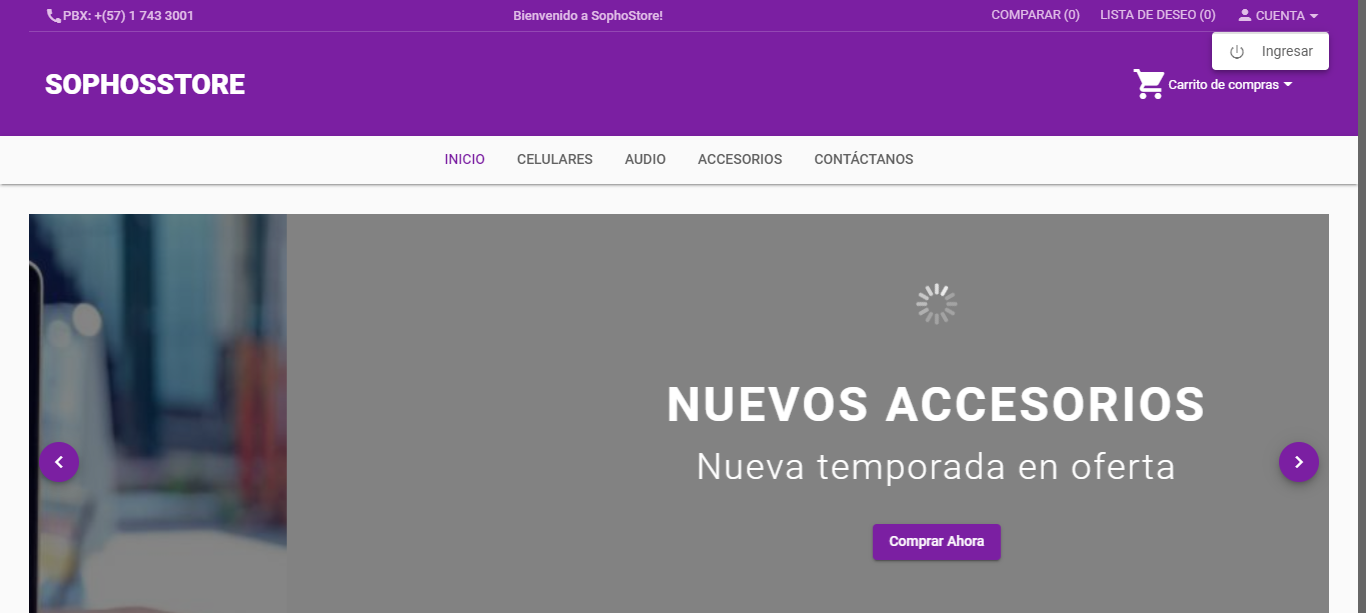 PBX: +(57) 1 743 3001
Bienvenido a SophoStore!
COMPARAR (0)
LISTA DE DESEO (0)
CUENTA
Ingresar
SOPHOSSTORE
Carrito de compras
INICIO
CELULARES
AUDIO
ACCESORIOS
CONTÁCTANOS
NUEVOS ACCESORIOS
Nueva temporada en oferta
Comprar Ahora